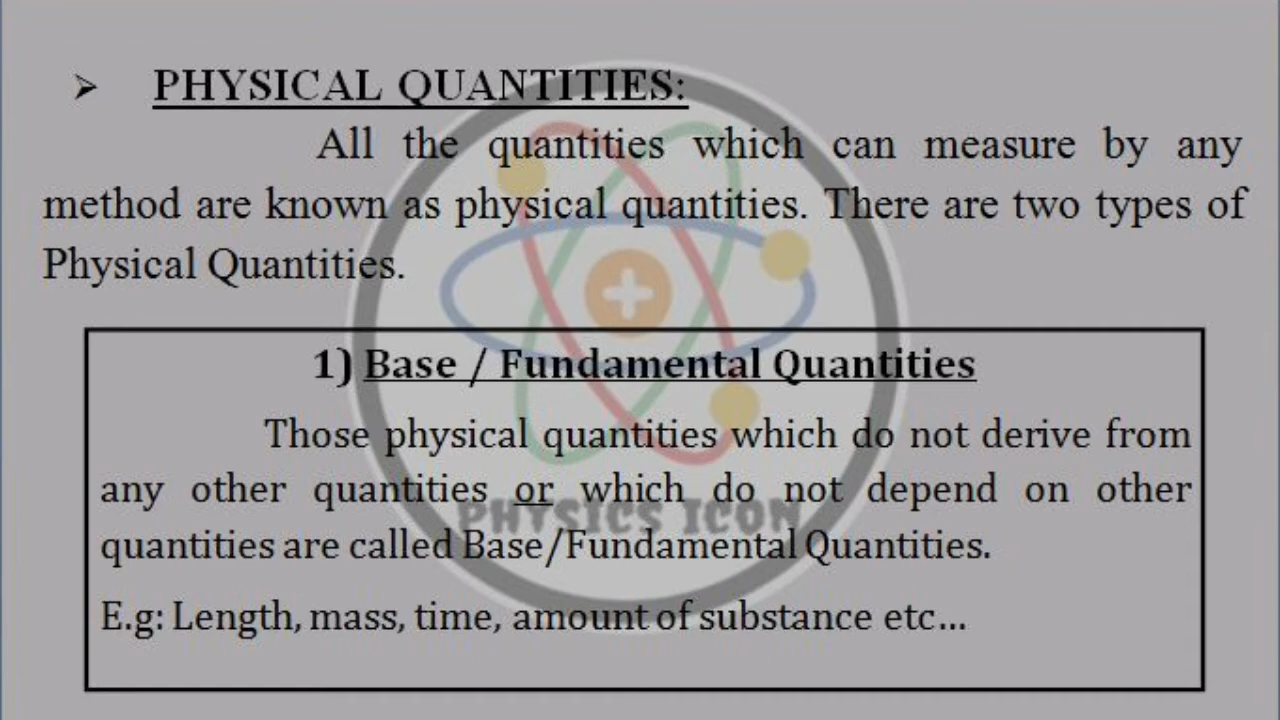 ➢ PHYSICAL QUANTITIES:
All the quantities which can measure by any
method are known as physical quantities. There are two types of
Physical Quantities.
1) Base / Fundamental Quantities
Those physical quantities which do not derive from
any other quantities or which do not depend on other
PHYSICS ICON
quantities are called Base/Fundamental Quantities.
E.g: Length, mass, time, amount of substance etc...